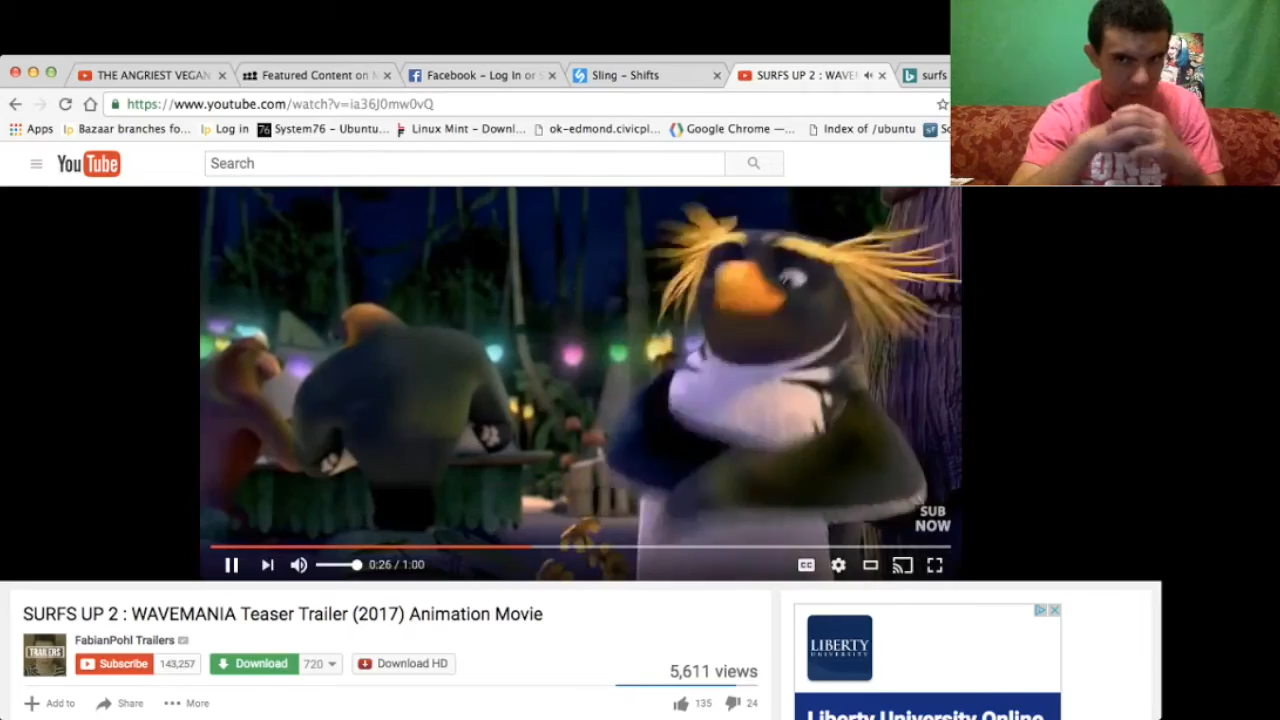 THE ANGRIEST VEGAN
Featured Content on M
Facebook – Log In or S
Sling – Shifts
SURFS UP 2 : WAVE
surfs
https://www.youtube.com/watch?v=ia36J0mw0vQ
Apps
Bazaar branches fo...
Log in
76 System76 - Ubuntu...
Linux Mint - Downl...
ok-edmond.civicpl...
Google Chrome —...
Index of /ubuntu
YouTube
Search
SUB
NOW
0:26 / 1:00
CC
SURFS UP 2 : WAVEMANIA Teaser Trailer (2017) Animation Movie
TRAILERS
FabianPohl Trailers
Subscribe 143,257
Download 720
Download HD
5,611 views
Add to
Share
More
135
24
LIBERTY
UNIVERSITY
Liberty University Online